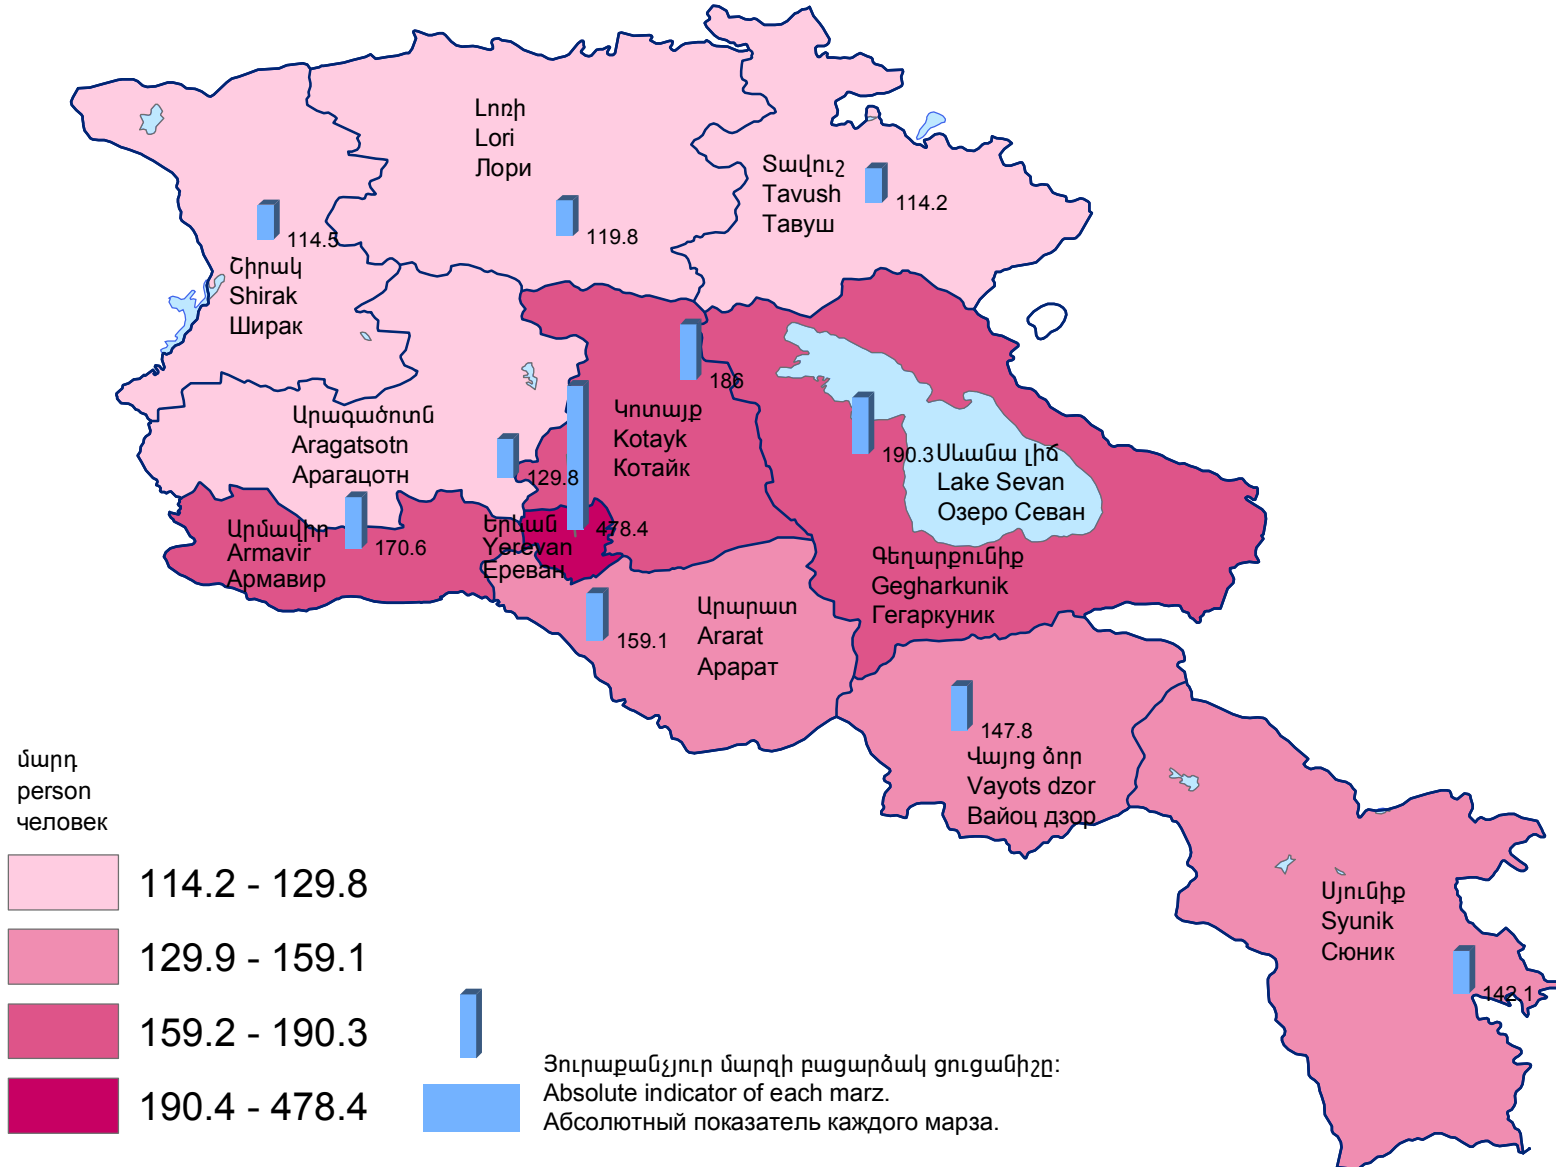 Լոռի
Lori
Лори
119.8
Տավուշ
Tavush
Тавуш
114.2
114.5
Շիրակ
Shirak
Ширак
186
Կոտայք
Kotayk
Котайк
Արագածոտն
Aragatsotn
Арагацотн
129.8
190.3
Սևանա լիճ
Lake Sevan
Озеро Севан
Արմավիր
Armavir
Армавир
170.6
Երևան
Yerevan
Ереван
478.4
Գեղարքունիք
Gegharkunik
Гегаркуник
159.1
Արարատ
Ararat
Арарат
147.8
Վայոց ձոր
Vayots dzor
Вайоц дзор
Սյունիք
Syunik
Сюник
142.1
մարդ
person
человек
114.2 - 129.8
129.9 - 159.1
159.2 - 190.3
190.4 - 478.4
Յուրաքանչյուր մարզի բացարձակ ցուցանիշը:
Absolute indicator of each marz.
Абсолютный показатель каждого марза.